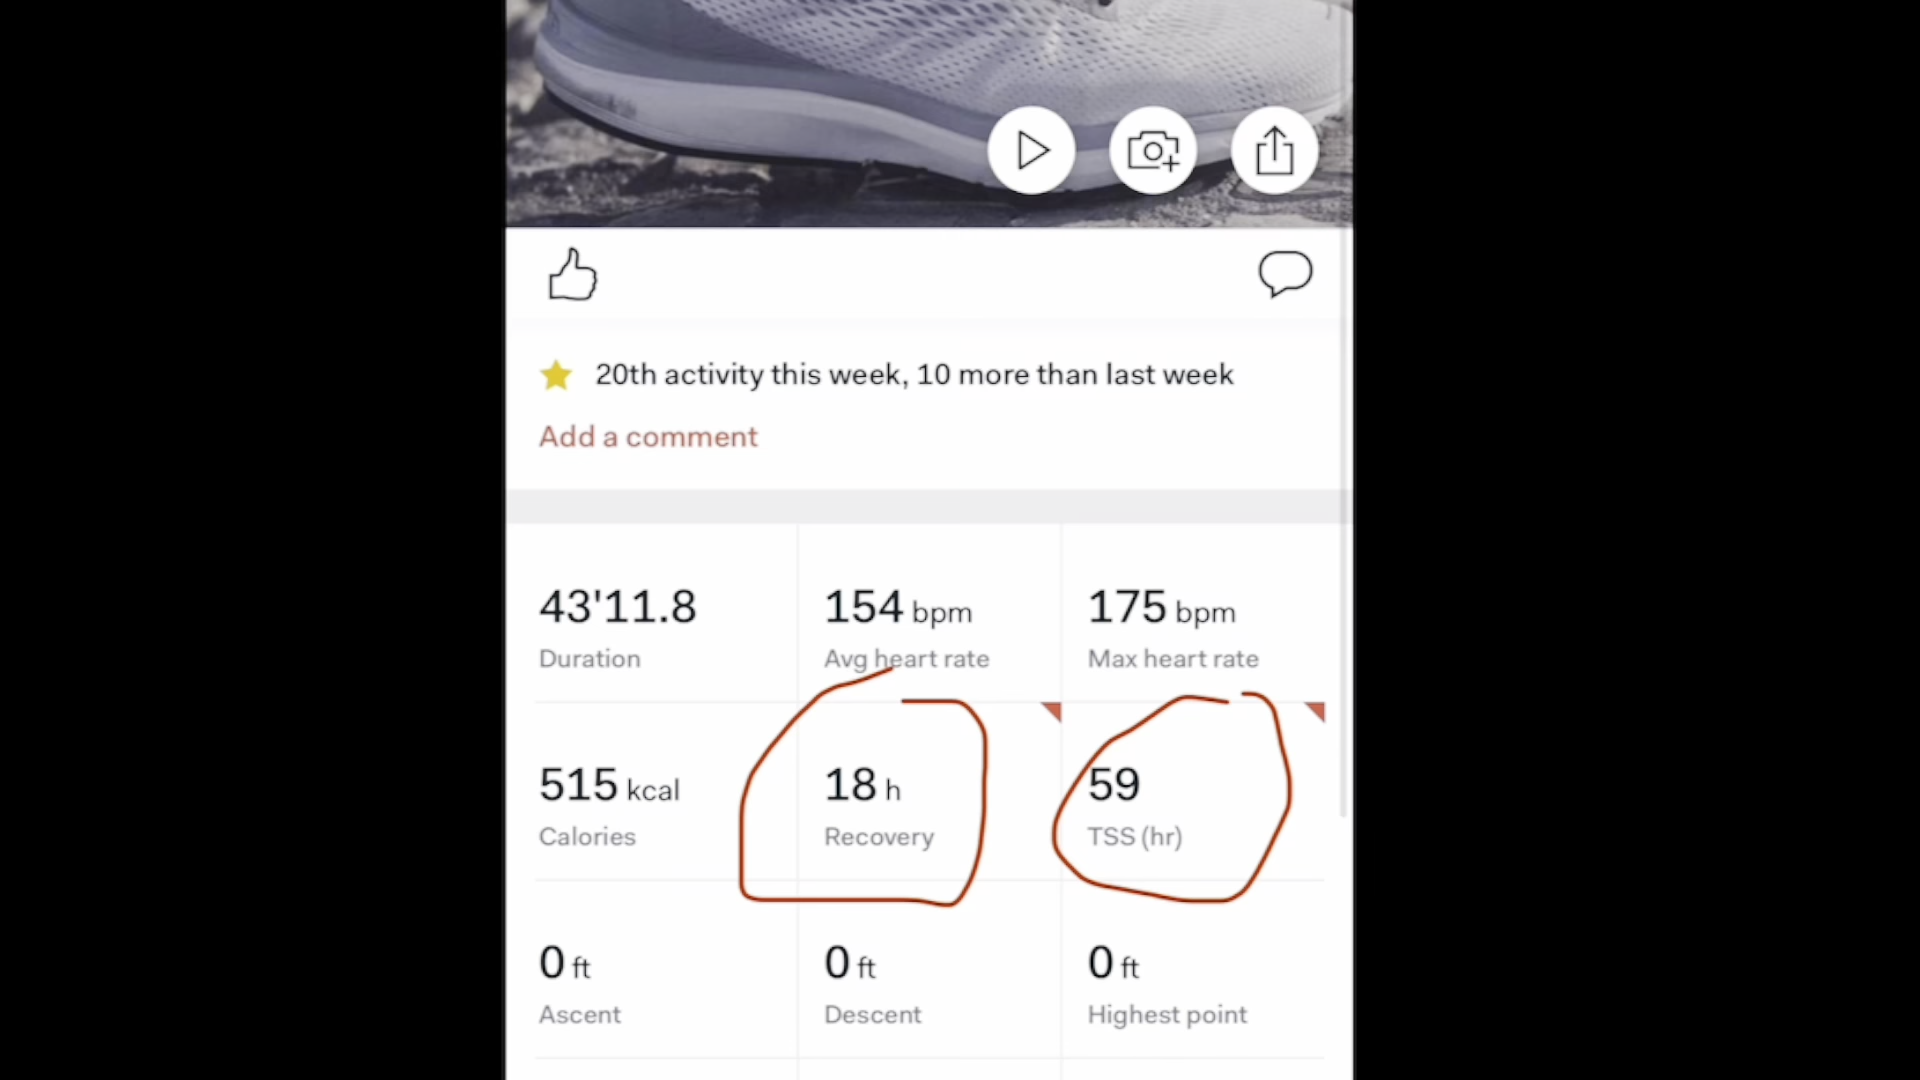 20th activity this week, 10 more than last week
Add a comment
43'11.8
Duration
154 bpm
Avg heart rate
175 bpm
Max heart rate
515 kcal
Calories
18 h
Recovery
59
TSS (hr)
0 ft
Ascent
0 ft
Descent
0 ft
Highest point